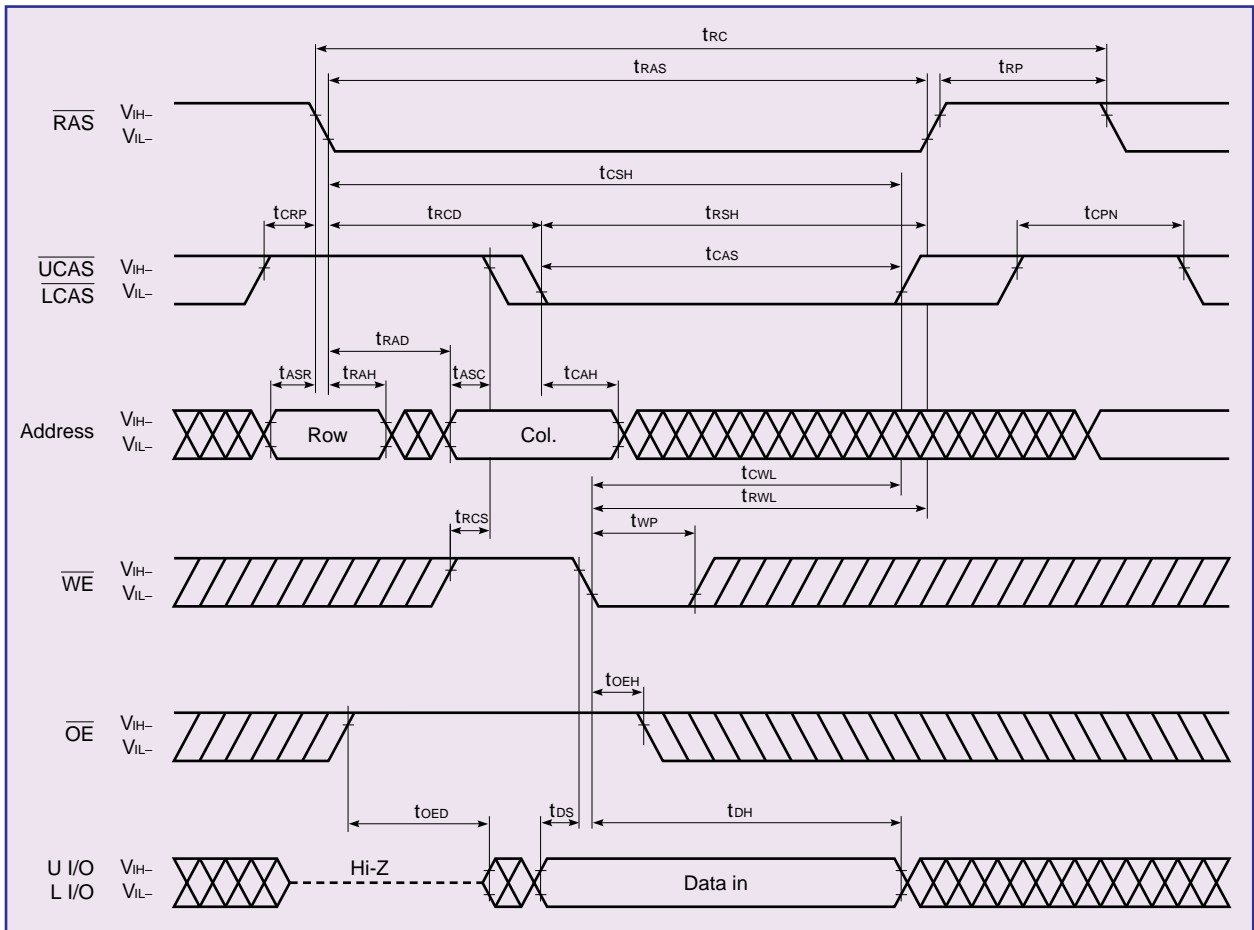 tRC
tRAS
tRP
RAS
VIH–
VIL–
tCSH
tCRP
tRCD
tRSH
tCPN
UCAS
LCAS
VIH–
VIL–
tCAS
tRAD
tASR
tRAH
tASC
tCAH
Address
VIH–
VIL–
Row
Col.
tCWL
tRWL
tRCS
tWP
WE
VIH–
VIL–
tOEH
OE
VIH–
VIL–
tOED
tDS
tDH
U I/O
L I/O
VIH–
VIL–
Hi-Z
Data in